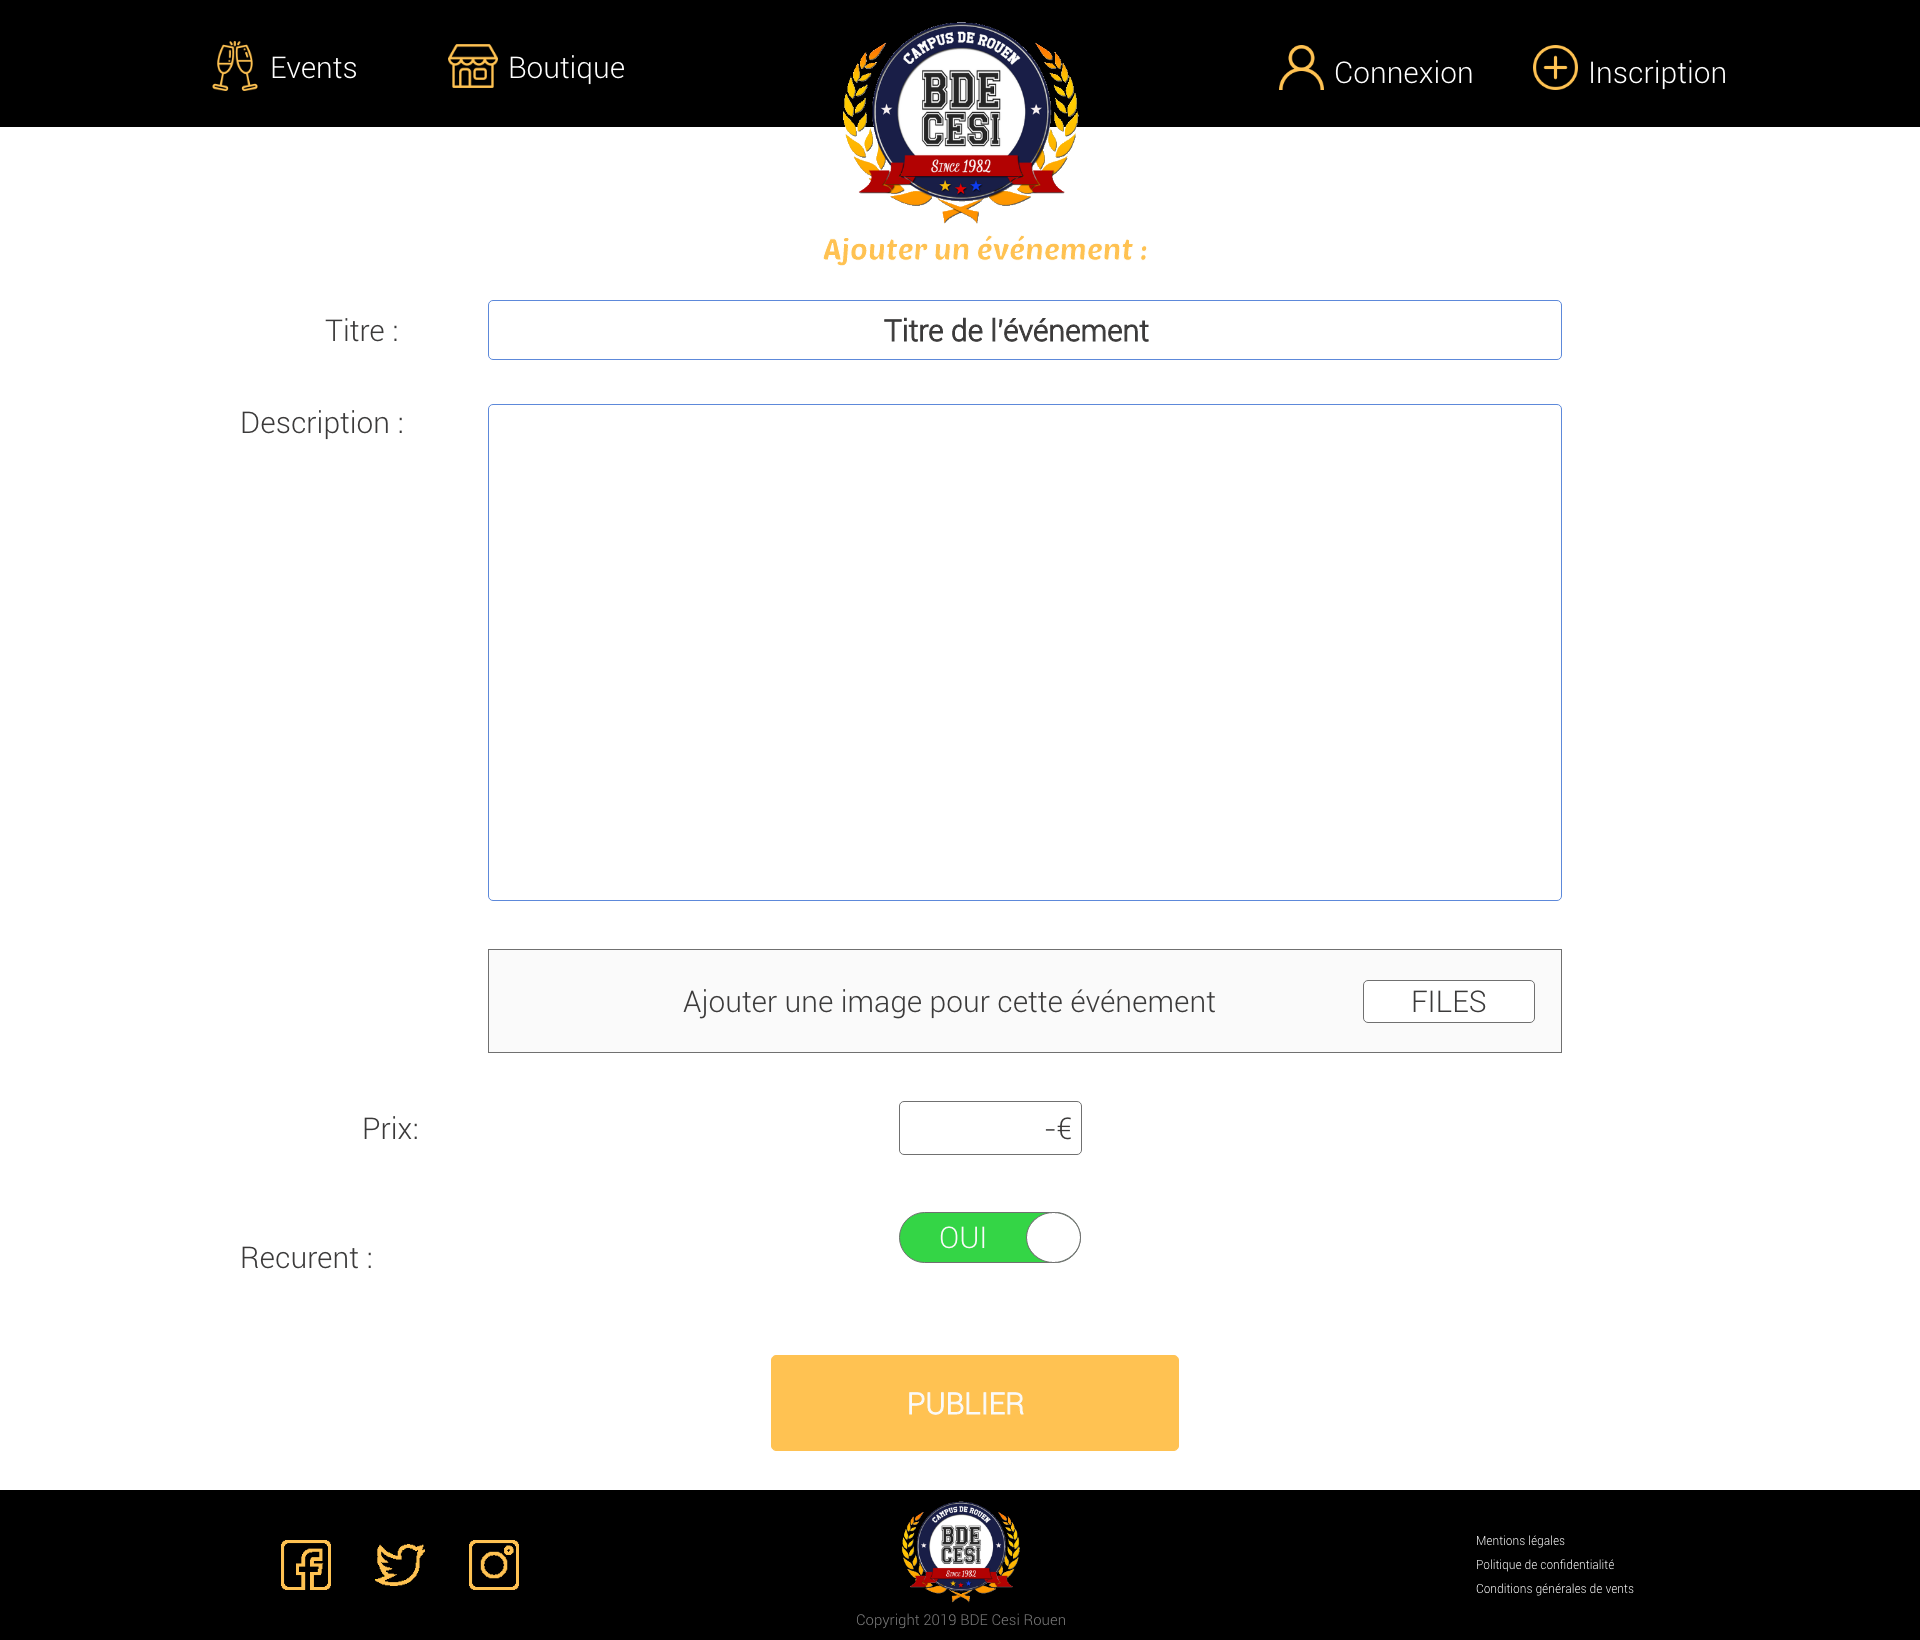 Events
Boutique
CAMPUS DE ROUEN
BDE
CESI
Since 1982
Connexion
Inscription
Ajouter un événement :
Titre :
Titre de l'événement
Description :
Ajouter une image pour cette événement
FILES
Prix:
-€
Recurent :
OUI
PUBLIER
CAMPUS DE ROUEN
BDE
CESI
Since 1982
Copyright 2019 BDE Cesi Rouen
Mentions légales
Politique de confidentialité
Conditions générales de vents